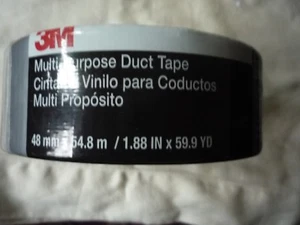 3M
Multi-Purpose Duct Tape
Cinta de Vinilo para Coductos
Multi Propósito
48 mm x 54.8 m / 1.88 IN x 59.9 YD